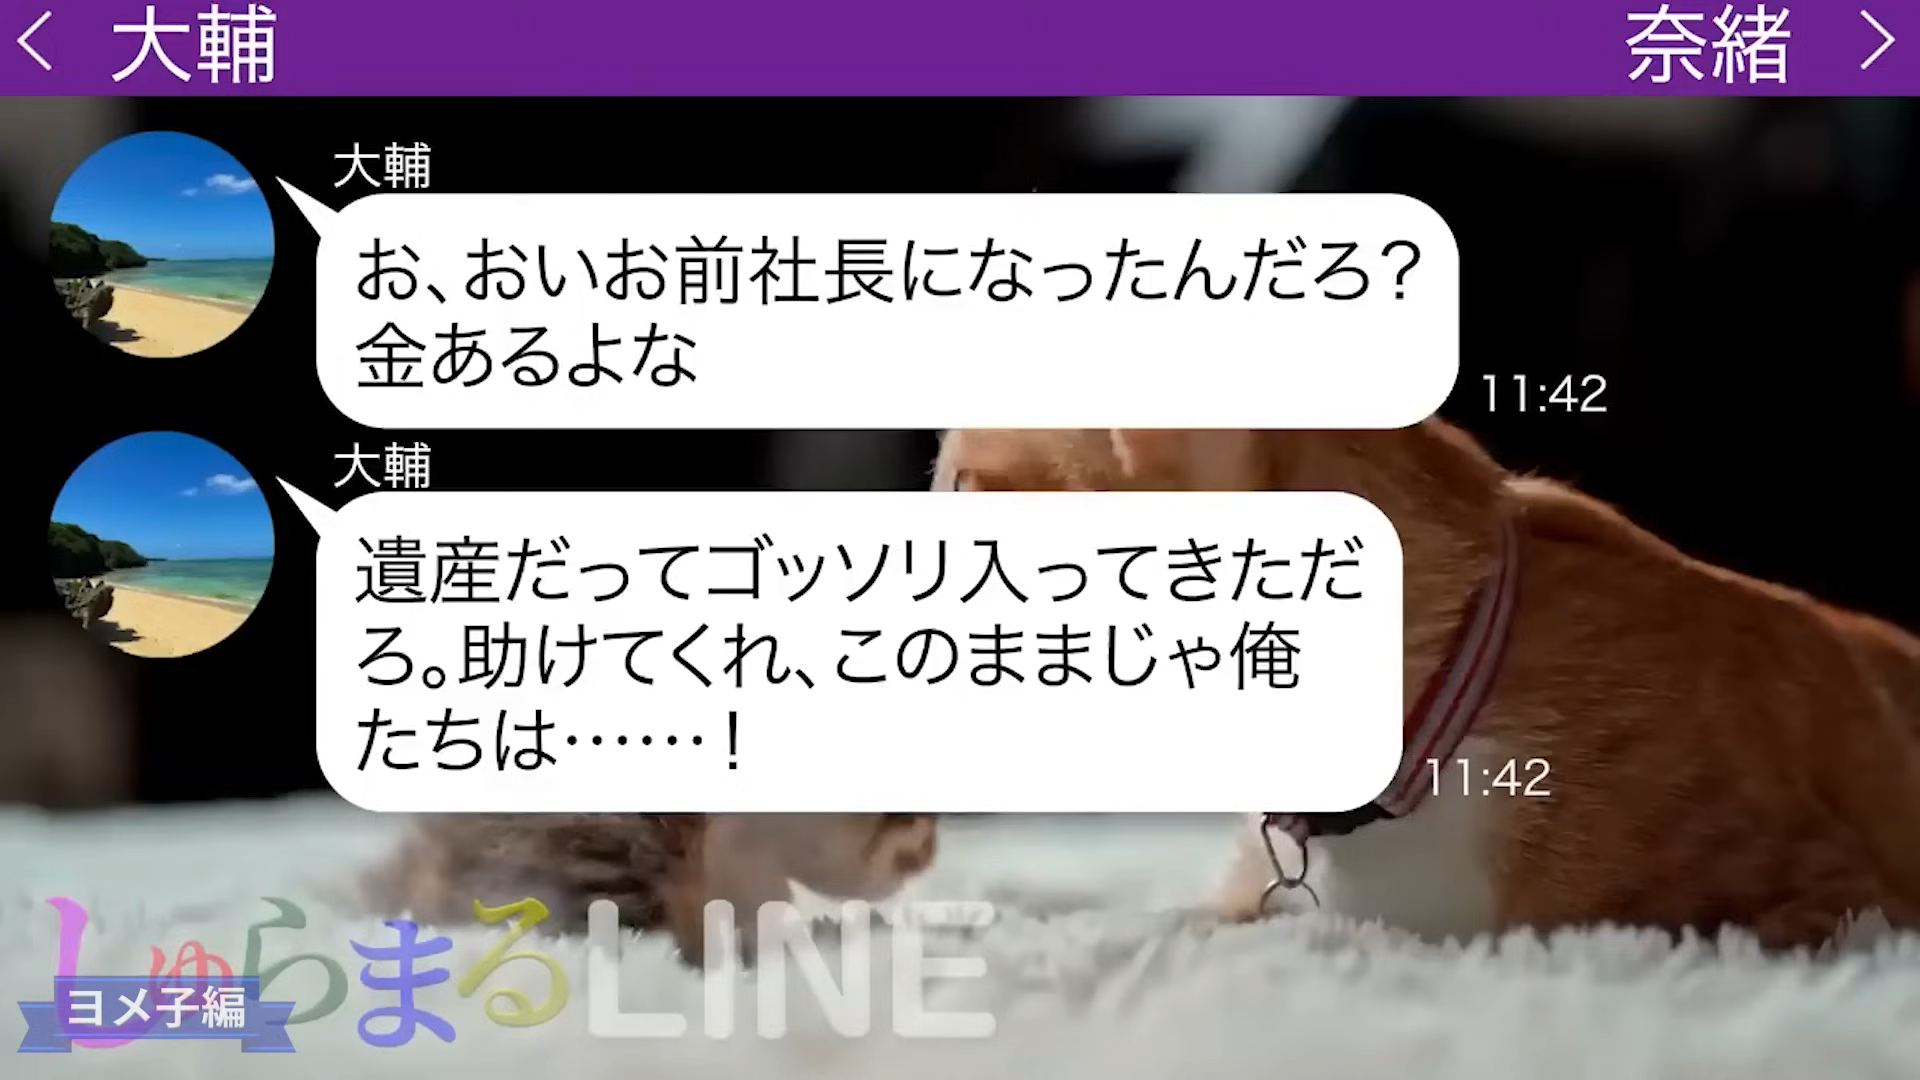 大輔
奈緒
大輔
お、おいお前社長になったんだろ？
金あるよな
11:42
大輔
遺産だってゴッソリ入ってきただ
ろ。助けてくれ、このままじゃ俺
たちは……！
11:42
しゅらまるLINE
ヨメ子編